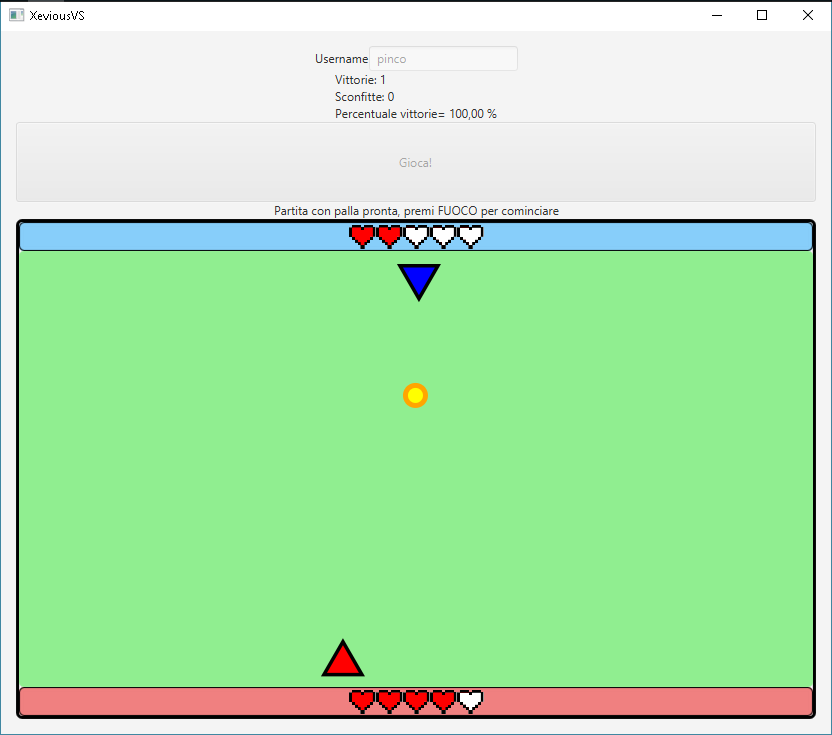 XeviousVS
Username pinco
Vittorie: 1
Sconfitte: 0
Percentuale vittorie= 100,00 %
Gioca!
Partita con palla pronta, premi FUOCO per cominciare